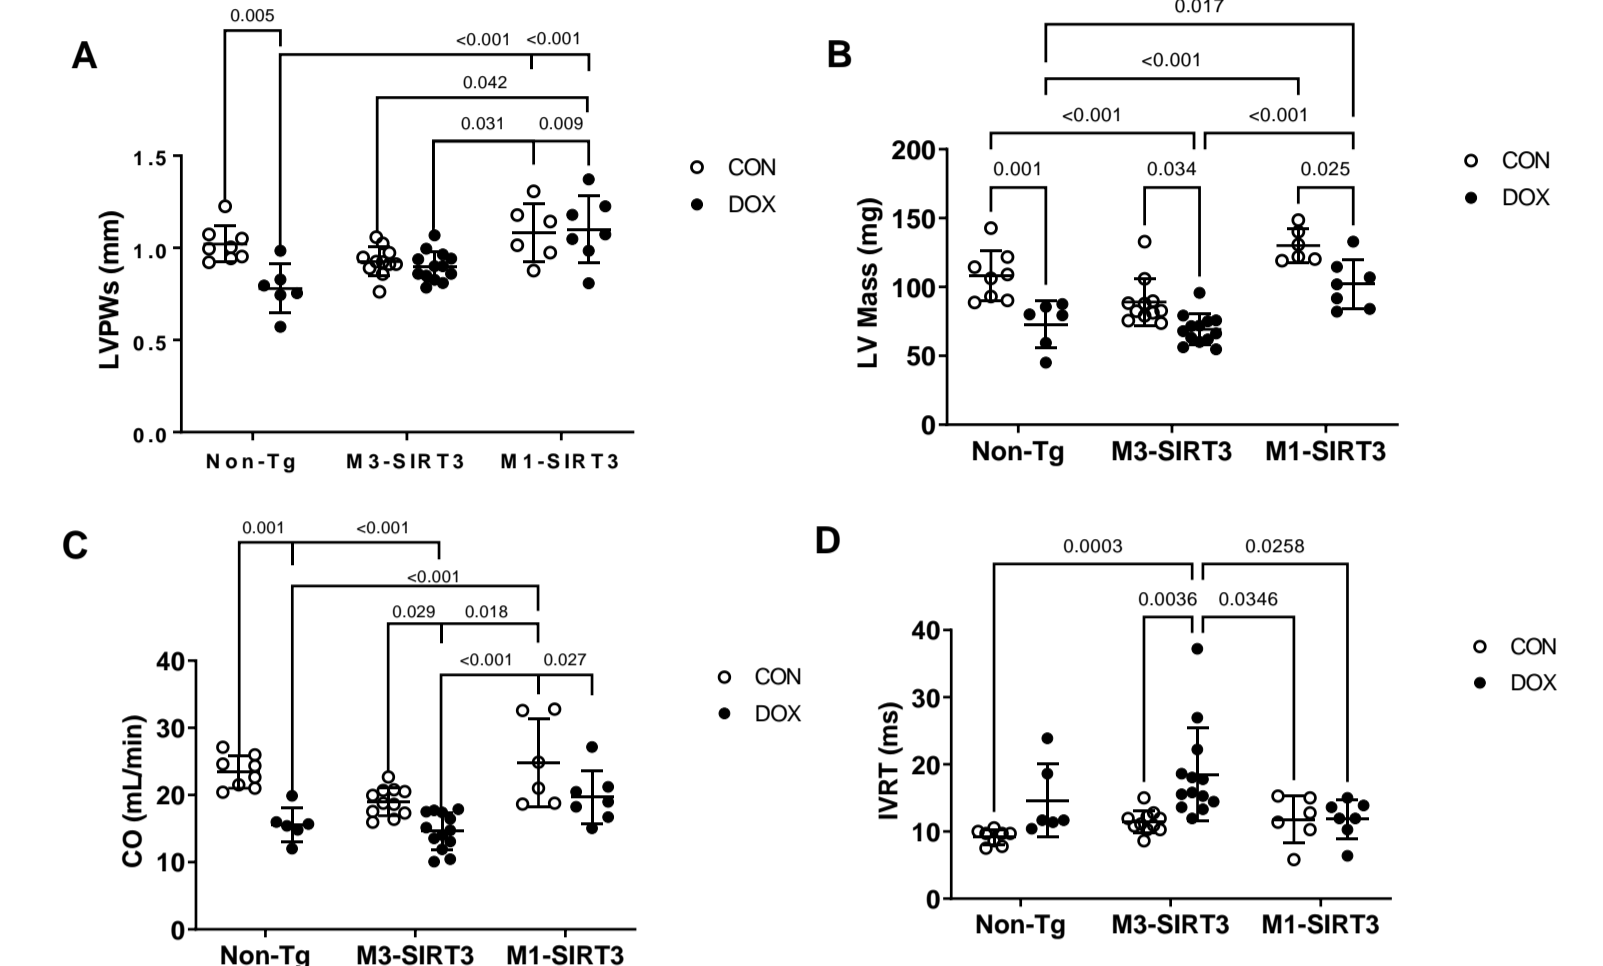 A
0.005
<0.001 <0.001
0.042
0.031 0.009
1.5
1.0
0.5
0.0
LVPWs (mm)
Non-Tg M3-SIRT3 M1-SIRT3
CON
DOX
B
0.017
<0.001
<0.001 <0.001
0.001 0.034 0.025
200
150
100
50
0
LV Mass (mg)
Non-Tg M3-SIRT3 M1-SIRT3
CON
DOX
C
0.001 <0.001
<0.001
0.029 0.018
<0.001 0.027
40
30
20
10
0
CO (mL/min)
Non-Tg M3-SIRT3 M1-SIRT3
CON
DOX
D
0.0003 0.0258
0.0036 0.0346
40
30
20
10
0
IVRT (ms)
Non-Tg M3-SIRT3 M1-SIRT3
CON
DOX